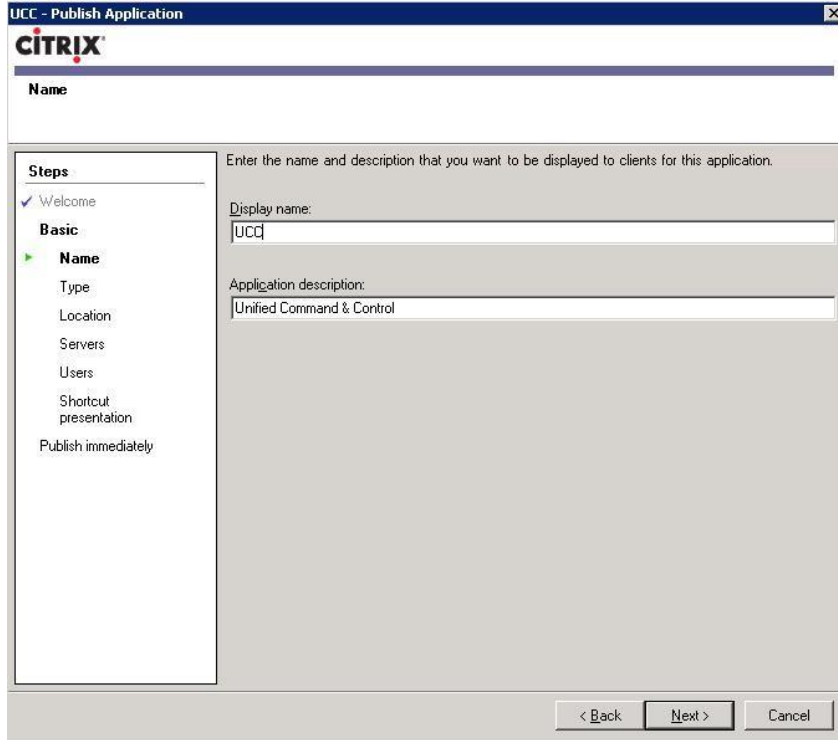 UCC - Publish Application
CITRIX
Name
Steps
Welcome
Basic
Name
Type
Location
Servers
Users
Shortcut
presentation
Publish immediately
Enter the name and description that you want to be displayed to clients for this application.
Display name:
UCC
Application description:
Unified Command & Control
< Back
Next >
Cancel